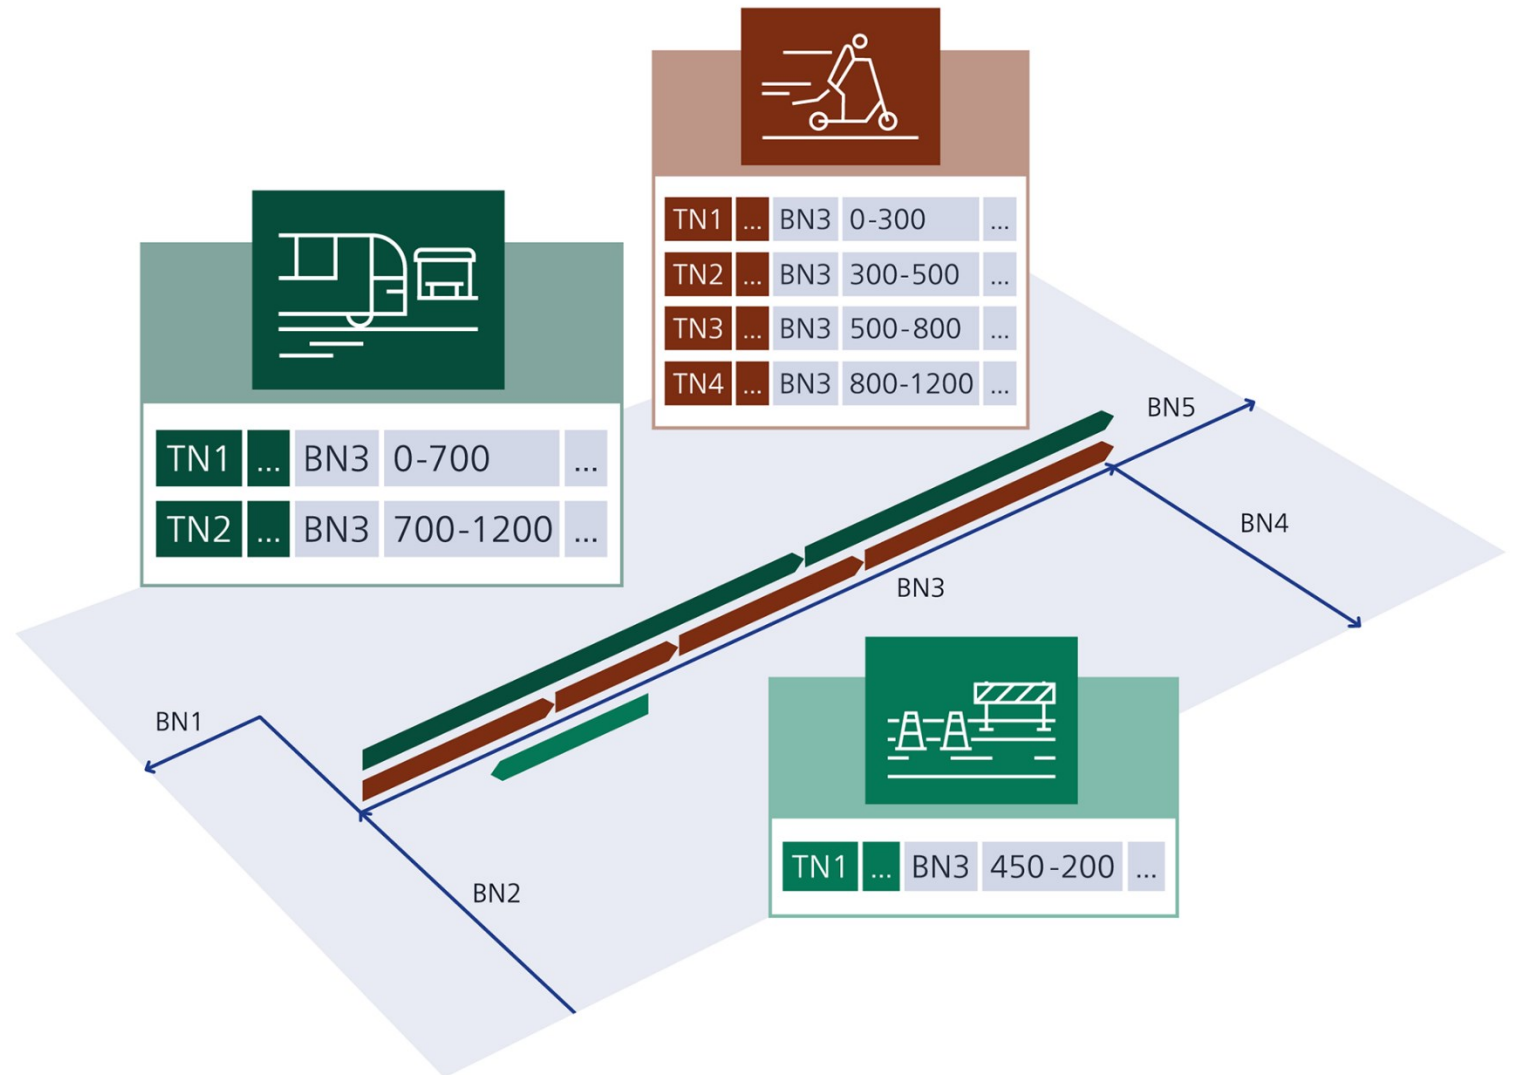 TN1 ... BN3 0-300 ...
TN2 ... BN3 300-500 ...
TN3 ... BN3 500-800 ...
TN4 ... BN3 800-1200 ...
TN1 ... BN3 0-700 ...
TN2 ... BN3 700-1200 ...
BN5
BN4
BN3
BN1
BN2
TN1 ... BN3 450-200 ...